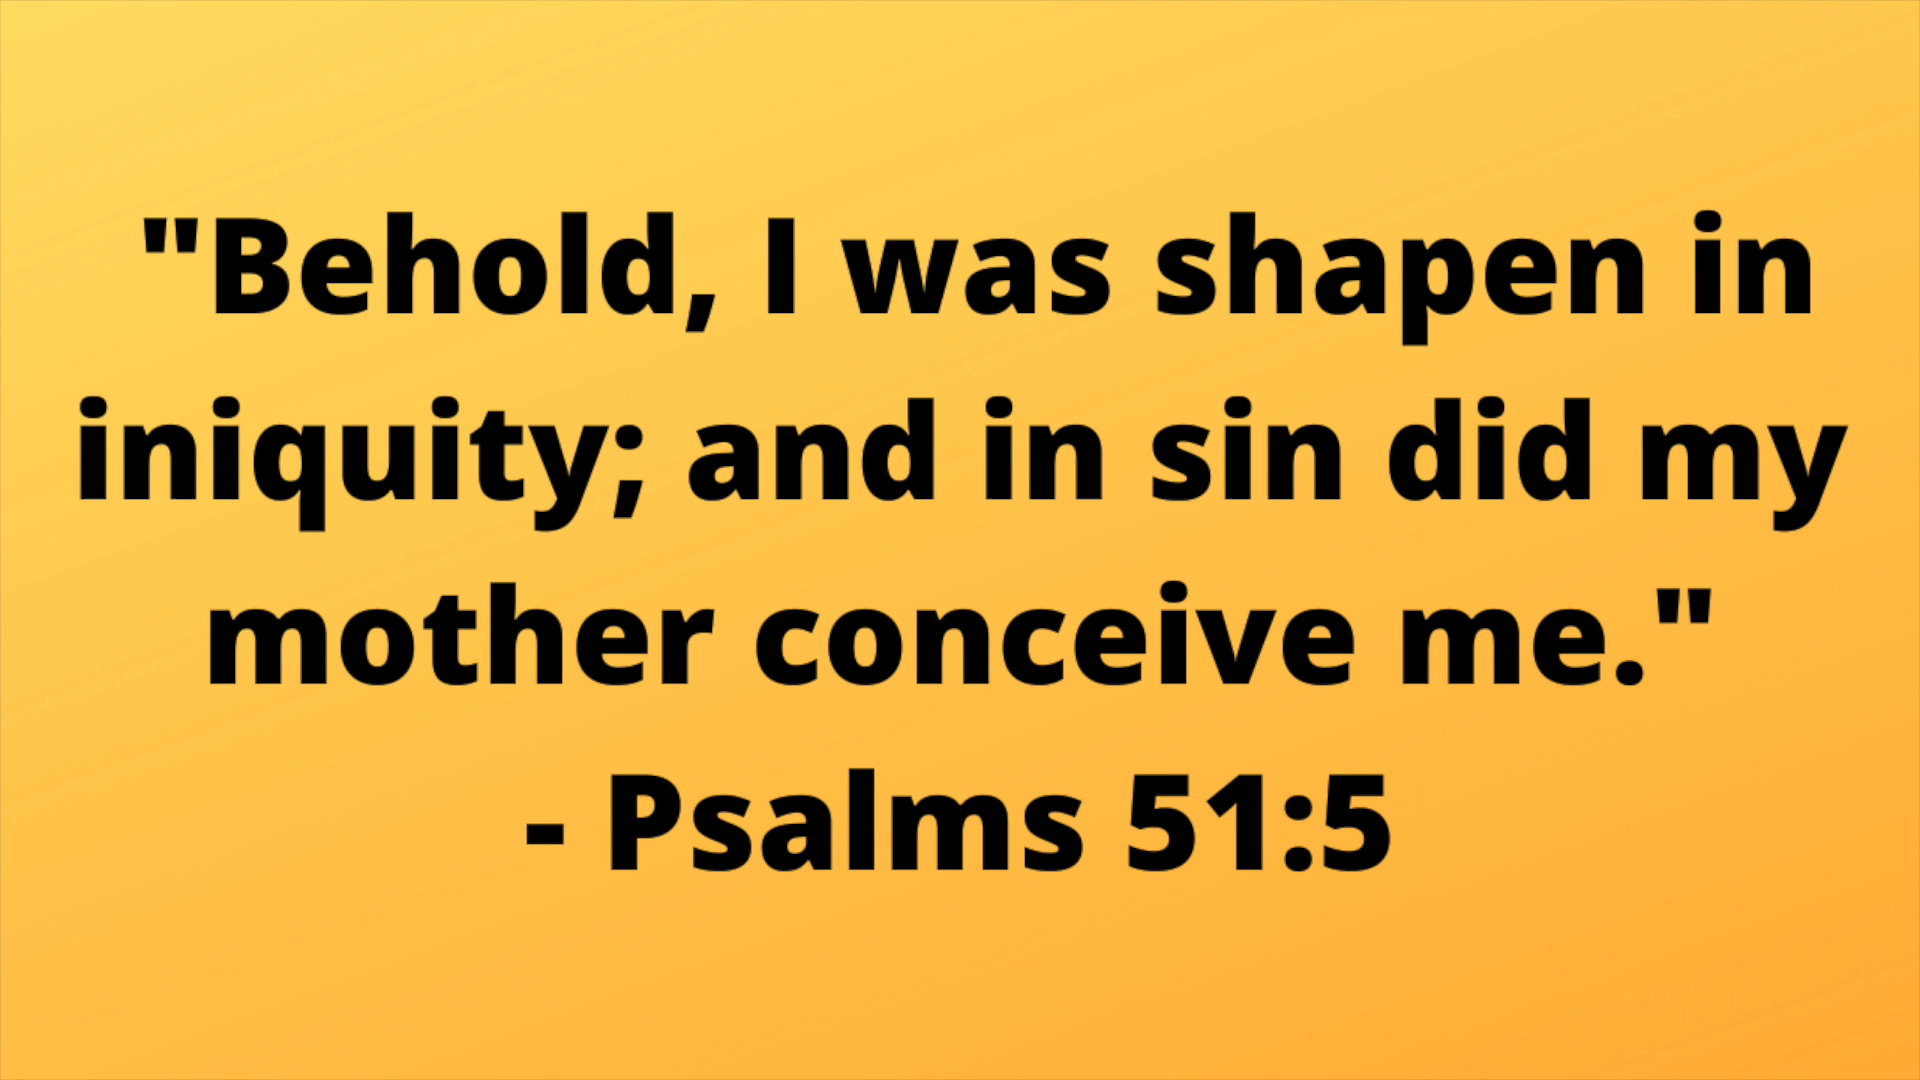 "Behold, I was shapen in
iniquity; and in sin did my
mother conceive me."
- Psalms 51:5